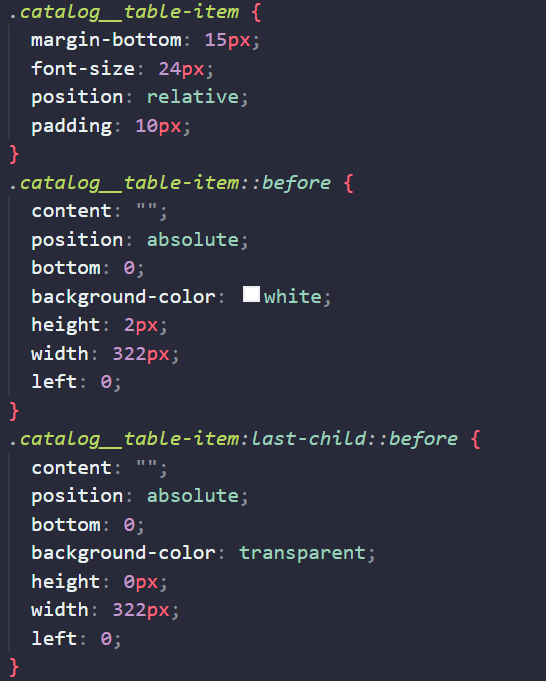 .catalog__table-item {
margin-bottom: 15px;
font-size: 24px;
position: relative;
padding: 10px;
}
.catalog__table-item::before {
content: "";
position: absolute;
bottom: 0;
background-color: white;
height: 2px;
width: 322px;
left: 0;
}
.catalog__table-item:last-child::before {
content: "";
position: absolute;
bottom: 0;
background-color: transparent;
height: 0px;
width: 322px;
left: 0;
}